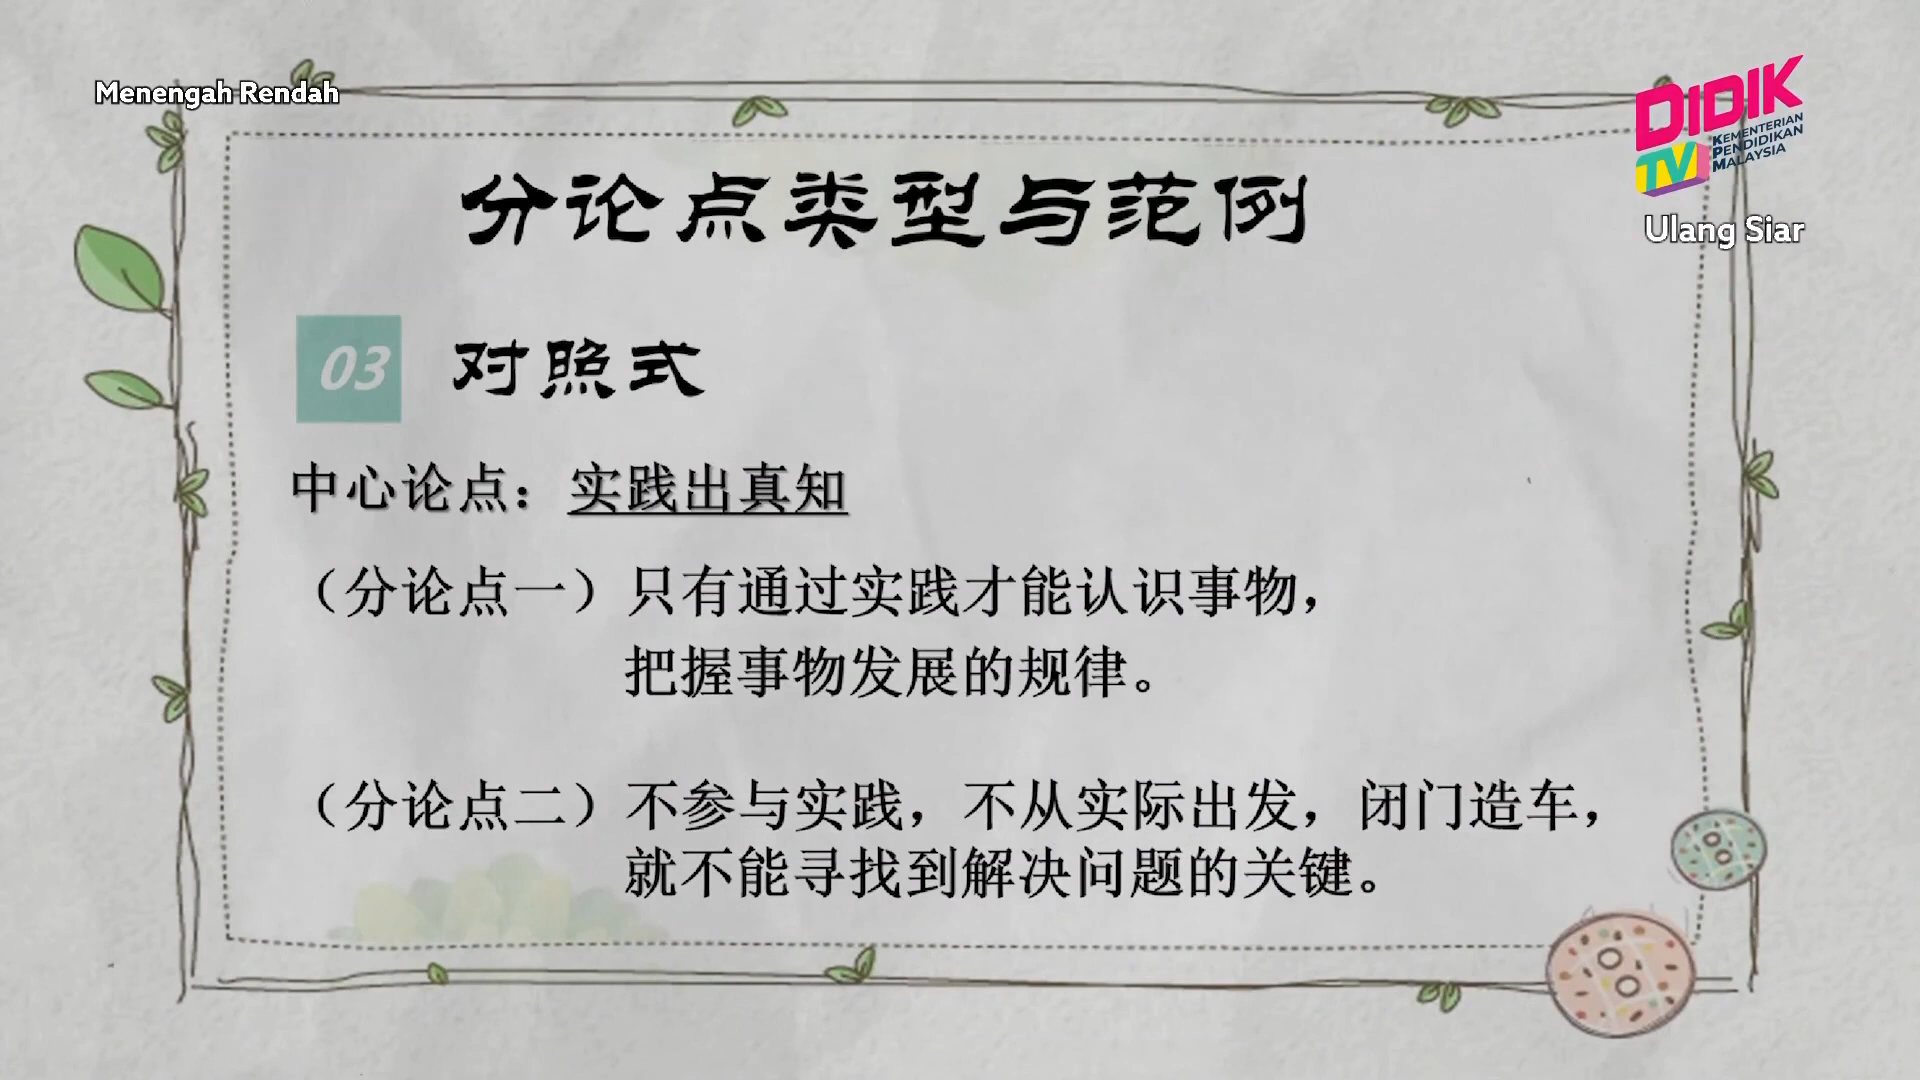 Menengah Rendah
DIDIK
TV
KEMENTERIAN
PENDIDIKAN
MALAYSIA
Ulang Siar
分论点类型与范例
03 对照式
中心论点：实践出真知
（分论点一）只有通过实践才能认识事物，
把握事物发展的规律。
（分论点二）不参与实践，不从实际出发，闭门造车，
就不能寻找到解决问题的关键。